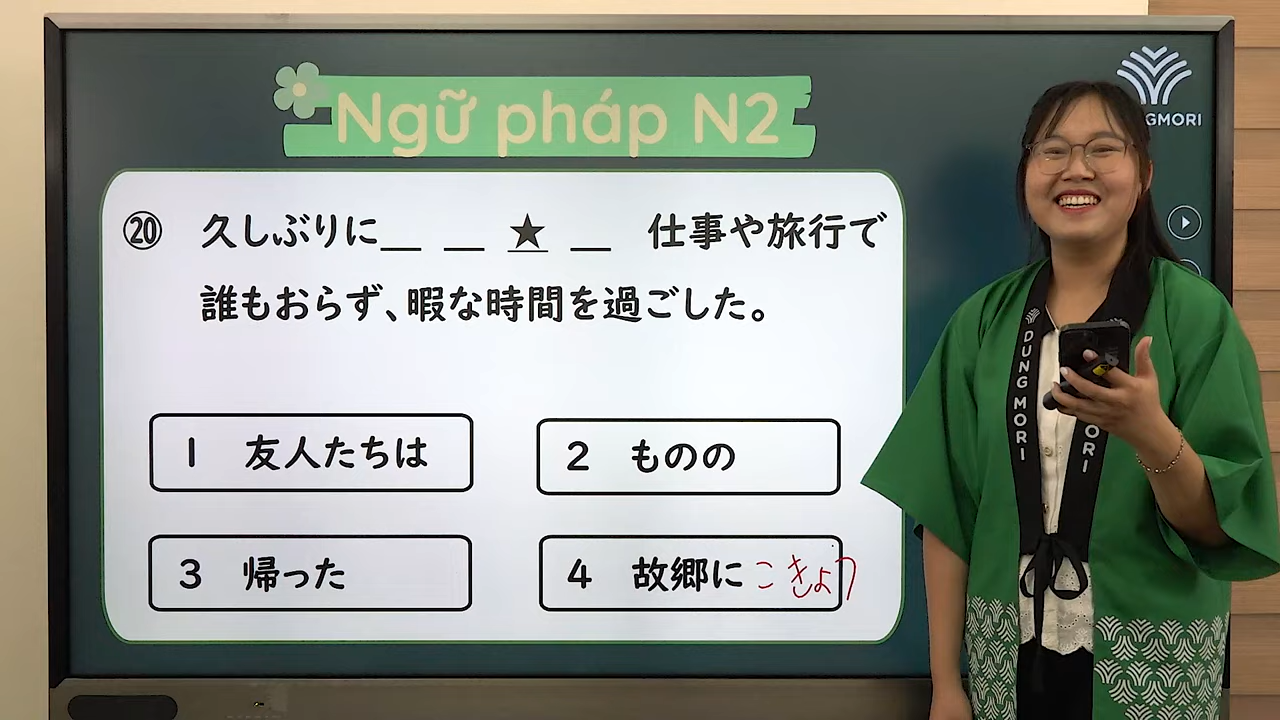 Ngữ pháp N2
GMORI
⑳ 久しぶりに__ __ ★ __ 仕事や旅行で
誰もおらず、暇な時間を過ごした。
1 友人たちは
2 ものの
3 帰った
4 故郷に こきょう
DUNG MORI
ORI